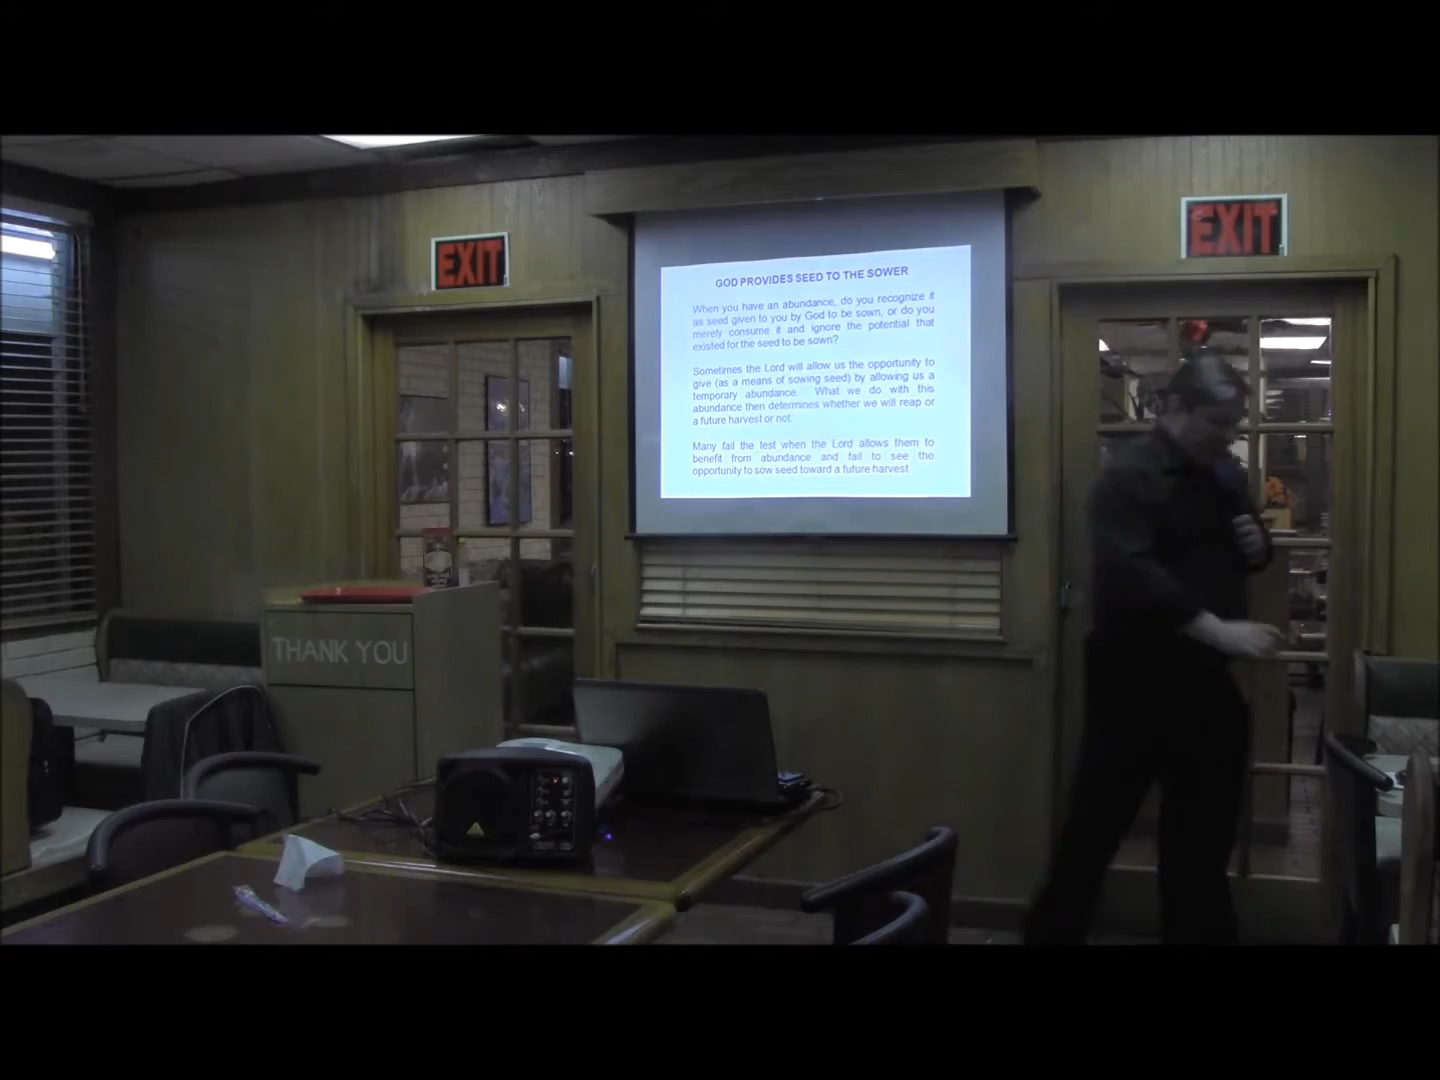 EXIT
EXIT
GOD PROVIDES SEED TO THE SOWER
When you have an abundance, do you recognize it
as seed given to you by God to be sown, or do you
merely consume it and ignore the potential that
existed for the seed to be sown?
Sometimes the Lord will allow us the opportunity to
give (as a means of sowing seed) by allowing us a
temporary abundance. What we do with this
abundance then determines whether we will reap or
a future harvest or not.
Many fail the test when the Lord allows them to
benefit from abundance and fail to see the
opportunity to sow seed toward a future harvest
THANK YOU